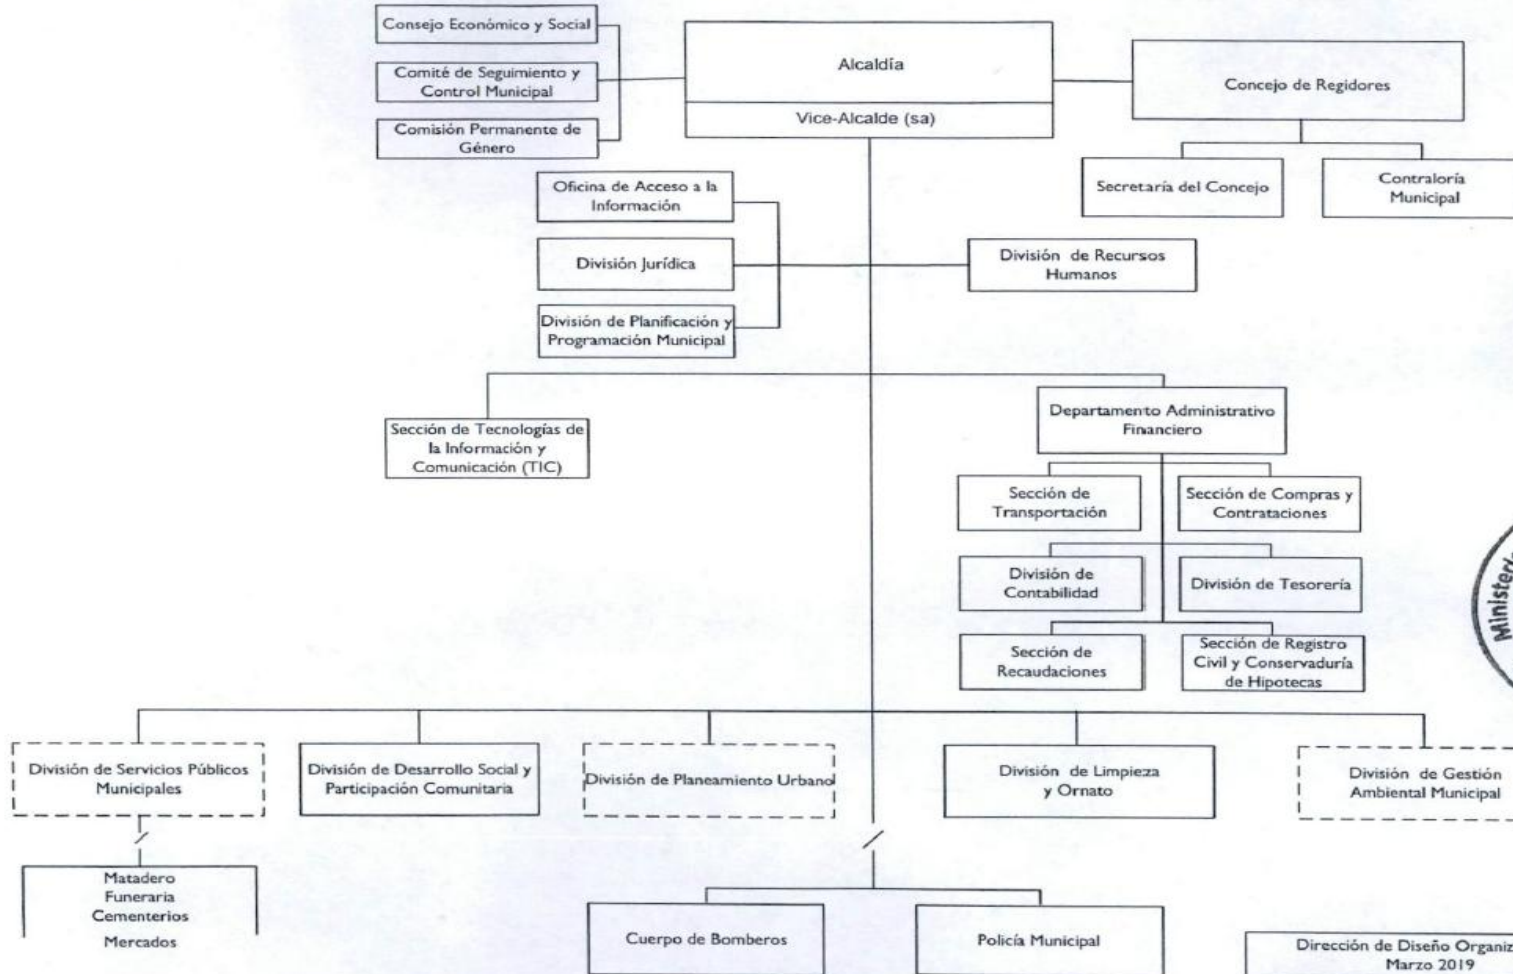 Consejo Económico y Social
Comité de Seguimiento y
Control Municipal
Comisión Permanente de
Género
Alcaldía
Vice-Alcalde (sa)
Concejo de Regidores
Secretaría del Concejo
Contraloría
Municipal
Oficina de Acceso a la
Información
División Jurídica
División de Planificación y
Programación Municipal
División de Recursos
Humanos
Sección de Tecnologías de
la Información y
Comunicación (TIC)
Departamento Administrativo
Financiero
Sección de
Transportación
Sección de Compras y
Contrataciones
División de
Contabilidad
División de Tesorería
Sección de
Recaudaciones
Sección de Registro
Civil y Conservaduría
de Hipotecas
División de Servicios Públicos
Municipales
División de Desarrollo Social y
Participación Comunitaria
División de Planeamiento Urbano
División de Limpieza
y Ornato
División de Gestión
Ambiental Municipal
Matadero
Funeraria
Cementerios
Mercados
Cuerpo de Bomberos
Policía Municipal
Dirección de Diseño
Marzo 2019